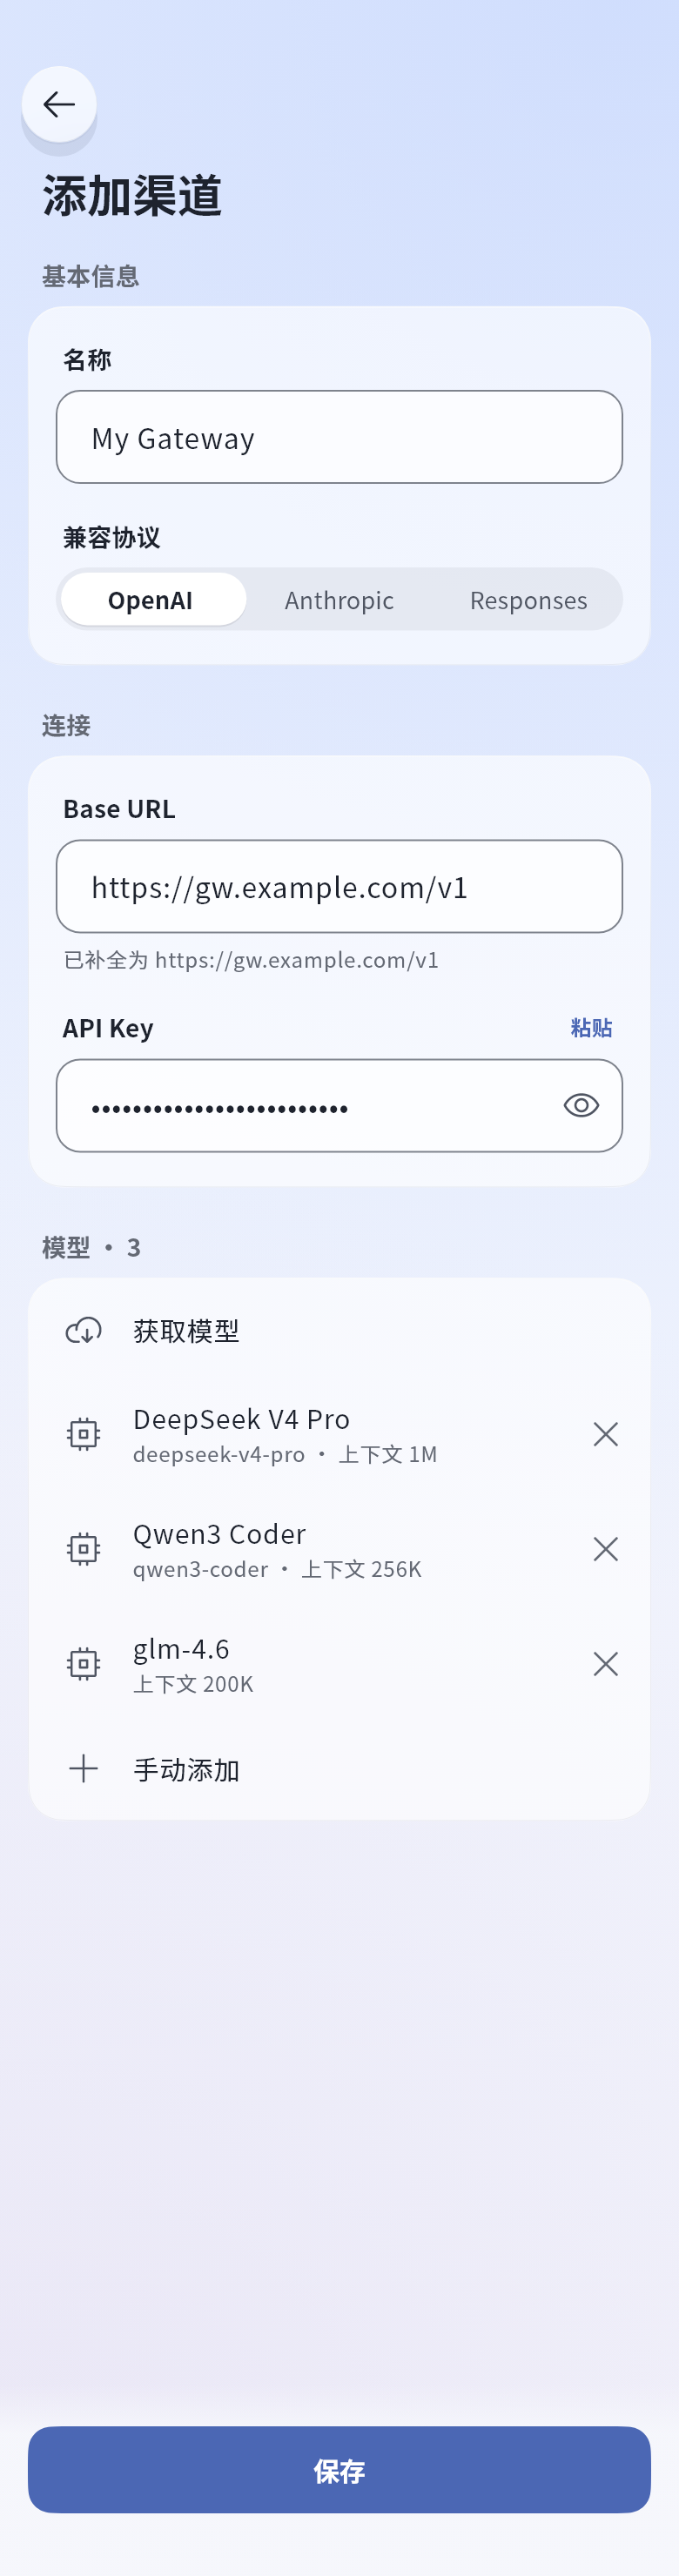 添加渠道
基本信息
名称
My Gateway
兼容协议
OpenAI Anthropic Responses
连接
Base URL
https://gw.example.com/v1
已补全为 https://gw.example.com/v1
API Key 粘贴
••••••••••••••••••••••••• 
模型 · 3
获取模型
DeepSeek V4 Pro
deepseek-v4-pro · 上下文 1M
Qwen3 Coder
qwen3-coder · 上下文 256K
glm-4.6
上下文 200K
手动添加
保存